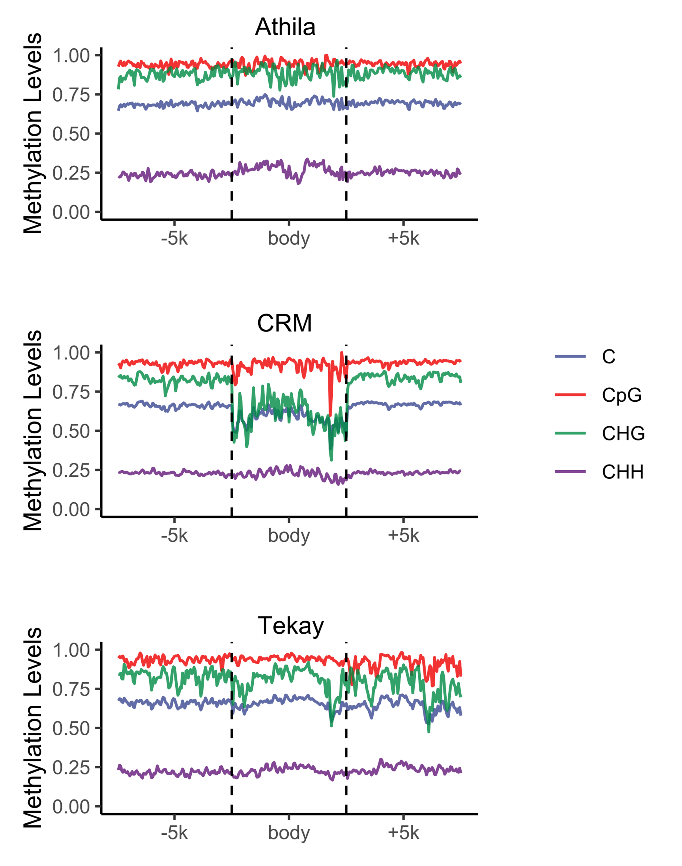 Athila
Methylation Levels
1.00
0.75
0.50
0.25
0.00
-5k body +5k
CRM
Methylation Levels
1.00
0.75
0.50
0.25
0.00
-5k body +5k
C
CpG
CHG
CHH
Tekay
Methylation Levels
1.00
0.75
0.50
0.25
0.00
-5k body +5k